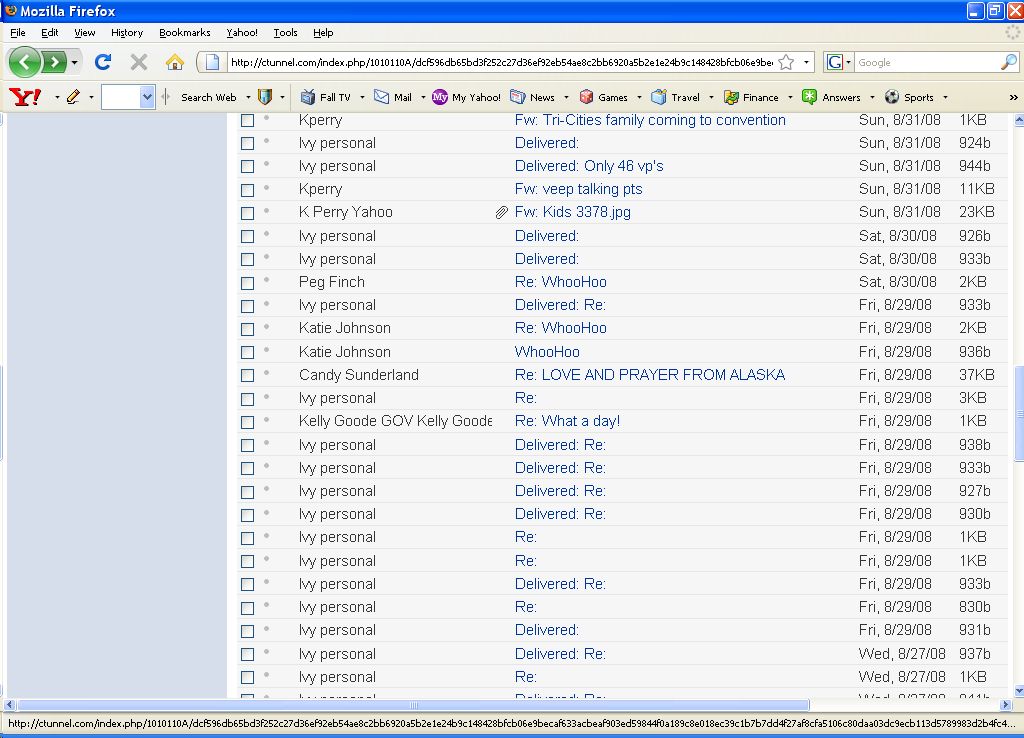 Mozilla Firefox
File Edit View History Bookmarks Yahoo! Tools Help
http://ctunnel.com/index.php/1010110A/dcf596db65bd3f252c27d36ef92eb54ae8c2bb6920a5b2e1e24b9c148428bfcb06e9be Google
Y! Search Web Fall TV Mail My Yahoo! News Games Travel Finance Answers Sports »
Kperry Fw: Tri-Cities family coming to convention Sun, 8/31/08 1KB
Ivy personal Delivered: Sun, 8/31/08 924b
Ivy personal Delivered: Only 46 vp's Sun, 8/31/08 944b
Kperry Fw: veep talking pts Sun, 8/31/08 11KB
K Perry Yahoo Fw: Kids 3378.jpg Sun, 8/31/08 23KB
Ivy personal Delivered: Sat, 8/30/08 926b
Ivy personal Delivered: Sat, 8/30/08 933b
Peg Finch Re: WhooHoo Sat, 8/30/08 2KB
Ivy personal Delivered: Re: Fri, 8/29/08 933b
Katie Johnson Re: WhooHoo Fri, 8/29/08 2KB
Katie Johnson WhooHoo Fri, 8/29/08 936b
Candy Sunderland Re: LOVE AND PRAYER FROM ALASKA Fri, 8/29/08 37KB
Ivy personal Re: Fri, 8/29/08 3KB
Kelly Goode GOV Kelly Goode Re: What a day! Fri, 8/29/08 1KB
Ivy personal Delivered: Re: Fri, 8/29/08 938b
Ivy personal Delivered: Re: Fri, 8/29/08 933b
Ivy personal Delivered: Re: Fri, 8/29/08 927b
Ivy personal Delivered: Re: Fri, 8/29/08 930b
Ivy personal Re: Fri, 8/29/08 1KB
Ivy personal Re: Fri, 8/29/08 1KB
Ivy personal Delivered: Re: Fri, 8/29/08 933b
Ivy personal Re: Fri, 8/29/08 830b
Ivy personal Delivered: Fri, 8/29/08 931b
Ivy personal Delivered: Re: Wed, 8/27/08 937b
Ivy personal Re: Wed, 8/27/08 1KB
Ivy personal Delivered: Re: Wed, 8/27/08
http://ctunnel.com/index.php/1010110A/dcf596db65bd3f252c27d36ef92eb54ae8c2bb6920a5b2e1e24b9c148428bfcb06e9becaf633acbeaf903ed59844f0a189c8e018ec39c1b7b7dd4f27af8cfa5106c80daa03dc9ecb113d5789983d2b4fc4...